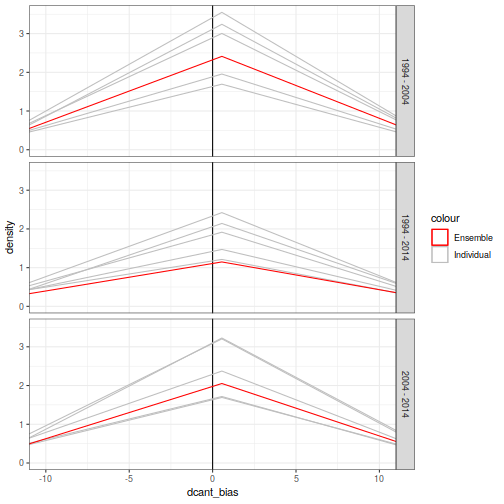 3
2
1
0
1994 - 2004
3
2
1
0
1994 - 2014
3
2
1
0
2004 - 2014
density
-10
-5
0
5
10
dcant_bias
colour
Ensemble
Individual